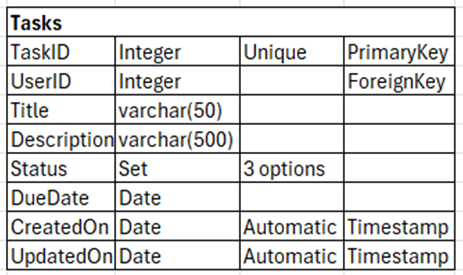 Tasks
TaskID Integer Unique PrimaryKey
UserID Integer ForeignKey
Title varchar(50)
Description varchar(500)
Status Set 3 options
DueDate Date
CreatedOn Date Automatic Timestamp
UpdatedOn Date Automatic Timestamp